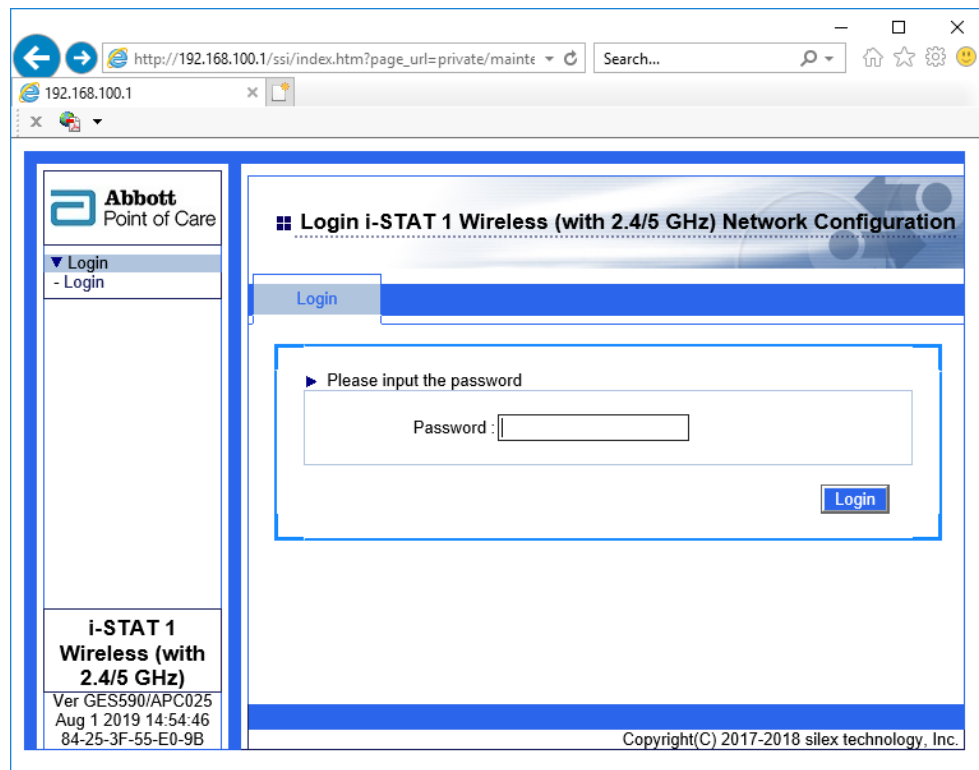 http://192.168.100.1/ssi/index.htm?page_url=private/mainte
Search...
192.168.100.1
Abbott
Point of Care
Login
- Login
Login i-STAT 1 Wireless (with 2.4/5 GHz) Network Configuration
Login
Please input the password
Password :
Login
i-STAT 1
Wireless (with
2.4/5 GHz)
Ver GES590/APC025
Aug 1 2019 14:54:46
84-25-3F-55-E0-9B
Copyright(C) 2017-2018 silex technology, Inc.